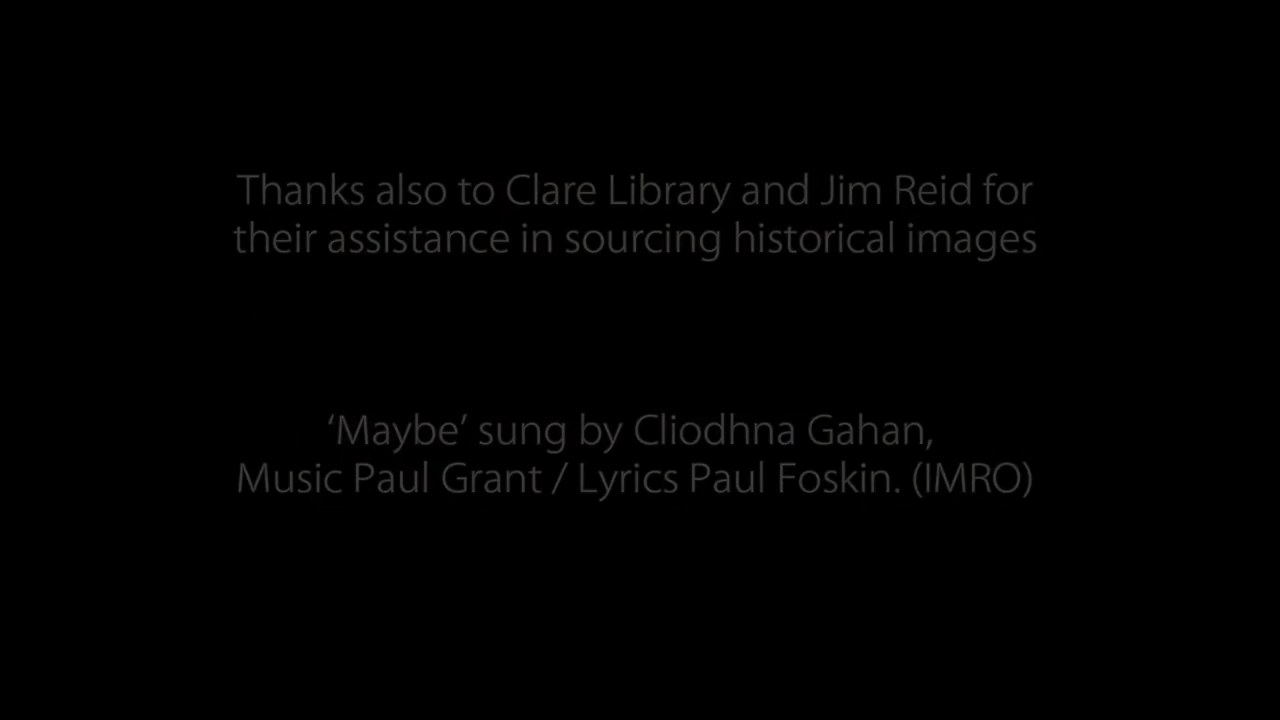 Thanks also to Clare Library and Jim Reid for
their assistance in sourcing historical images
‘Maybe’ sung by Cliodhna Gahan,
Music Paul Grant / Lyrics Paul Foskin. (IMRO)